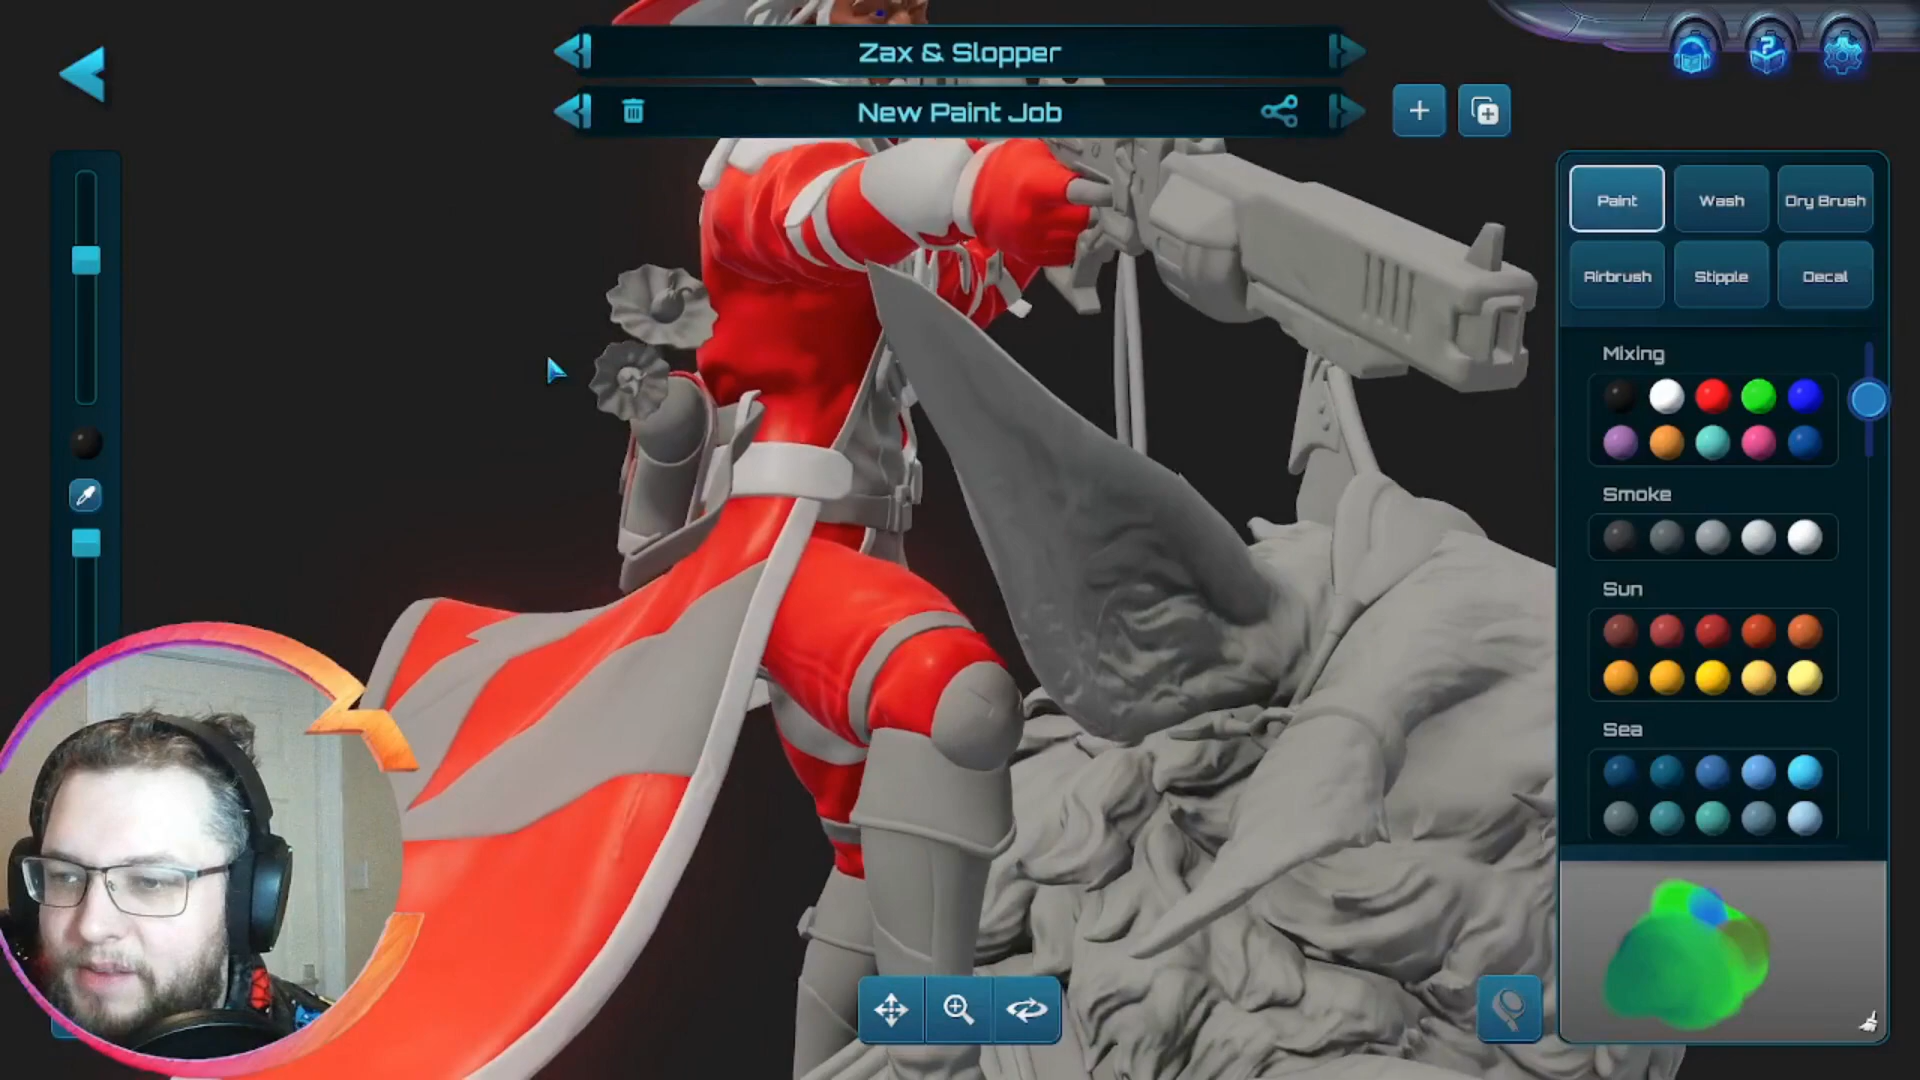 Zax & Slopper
New Paint Job
Paint
Wash
Dry Brush
Airbrush
Stipple
Decal
Mixing
Smoke
Sun
Sea